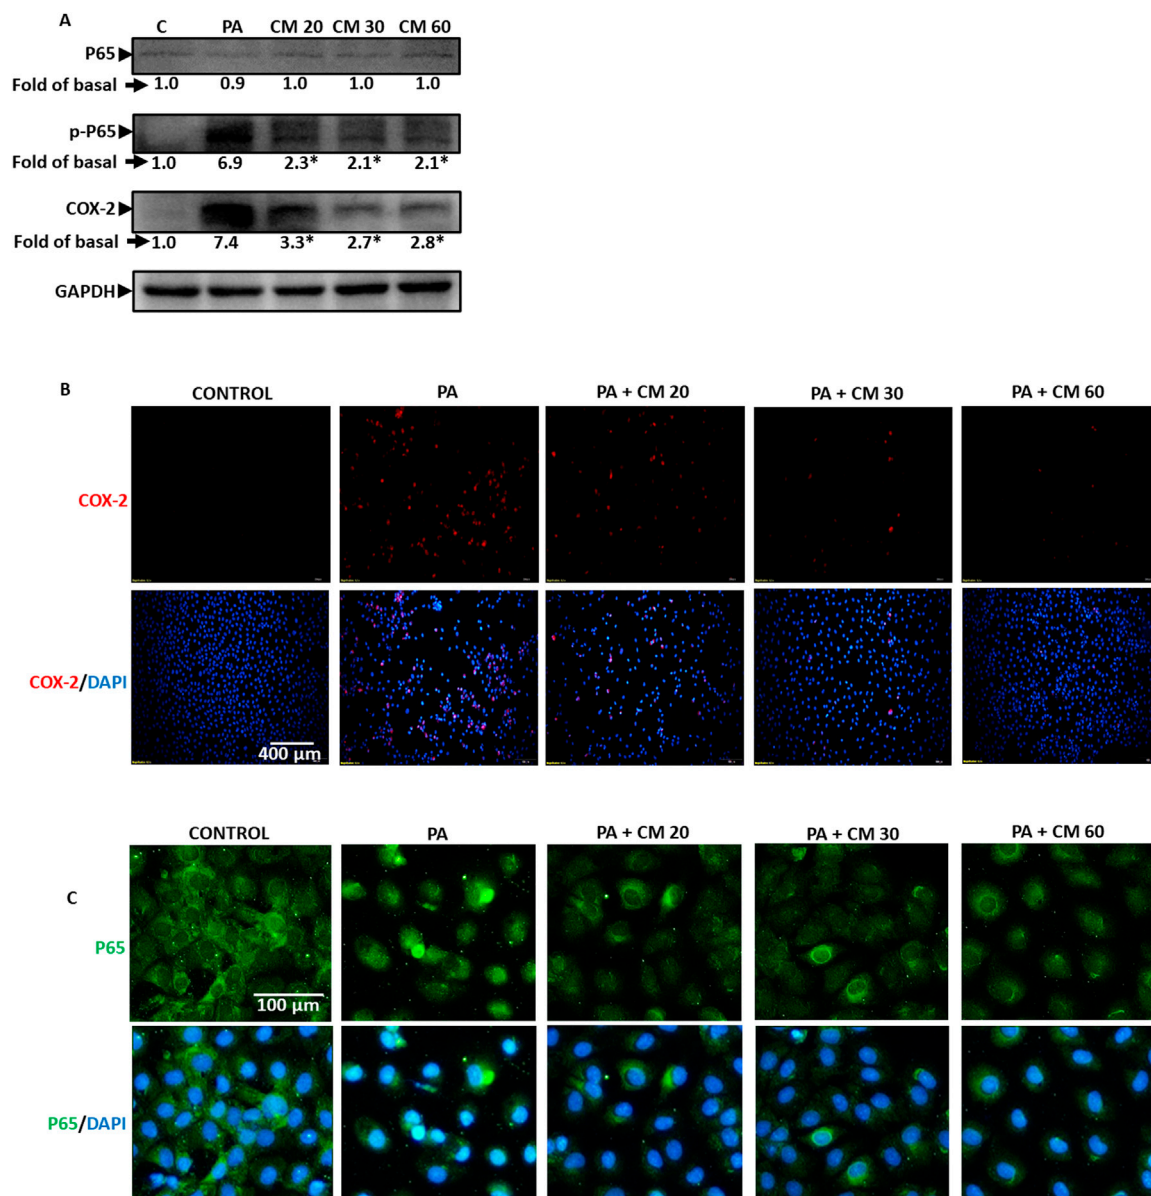 A
C PA CM 20 CM 30 CM 60
P65
Fold of basal 1.0 0.9 1.0 1.0 1.0
p-P65
Fold of basal 1.0 6.9 2.3* 2.1* 2.1*
COX-2
Fold of basal 1.0 7.4 3.3* 2.7* 2.8*
GAPDH
B
CONTROL PA PA + CM 20 PA + CM 30 PA + CM 60
COX-2
COX-2/DAPI
400 µm
CONTROL PA PA + CM 20 PA + CM 30 PA + CM 60
C
P65
100 µm
P65/DAPI